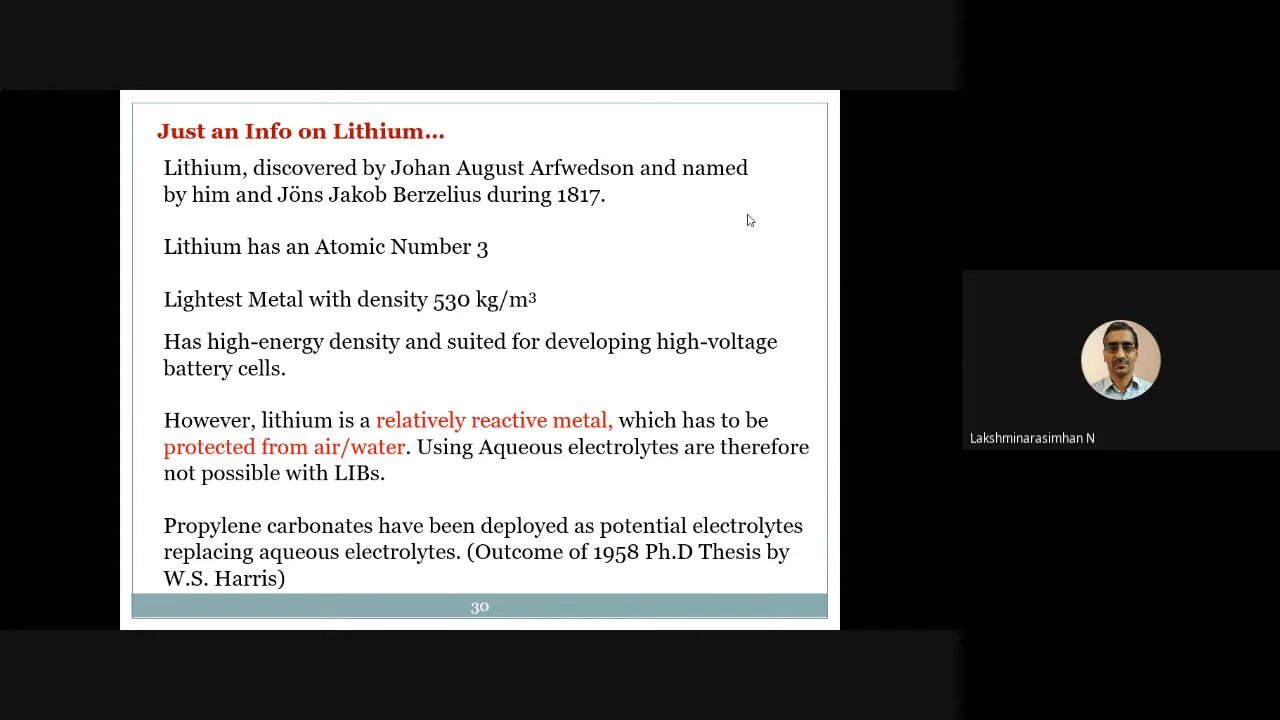 Just an Info on Lithium...
Lithium, discovered by Johan August Arfwedson and named
by him and Jöns Jakob Berzelius during 1817.
Lithium has an Atomic Number 3
Lightest Metal with density 530 kg/m³
Has high-energy density and suited for developing high-voltage
battery cells.
However, lithium is a relatively reactive metal, which has to be
protected from air/water. Using Aqueous electrolytes are therefore
not possible with LIBs.
Propylene carbonates have been deployed as potential electrolytes
replacing aqueous electrolytes. (Outcome of 1958 Ph.D Thesis by
W.S. Harris)
30
Lakshminarasimhan N